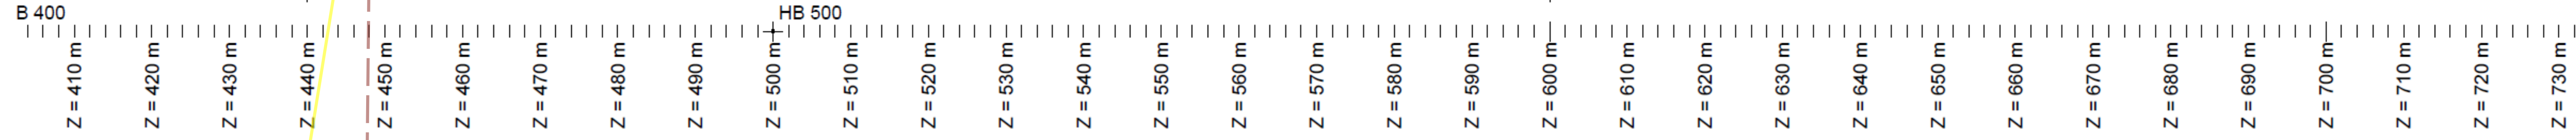 B 400
HB 500
Z = 410 m
Z = 420 m
Z = 430 m
Z = 440 m
Z = 450 m
Z = 460 m
Z = 470 m
Z = 480 m
Z = 490 m
Z = 500 m
Z = 510 m
Z = 520 m
Z = 530 m
Z = 540 m
Z = 550 m
Z = 560 m
Z = 570 m
Z = 580 m
Z = 590 m
Z = 600 m
Z = 610 m
Z = 620 m
Z = 630 m
Z = 640 m
Z = 650 m
Z = 660 m
Z = 670 m
Z = 680 m
Z = 690 m
Z = 700 m
Z = 710 m
Z = 720 m
Z = 730 m